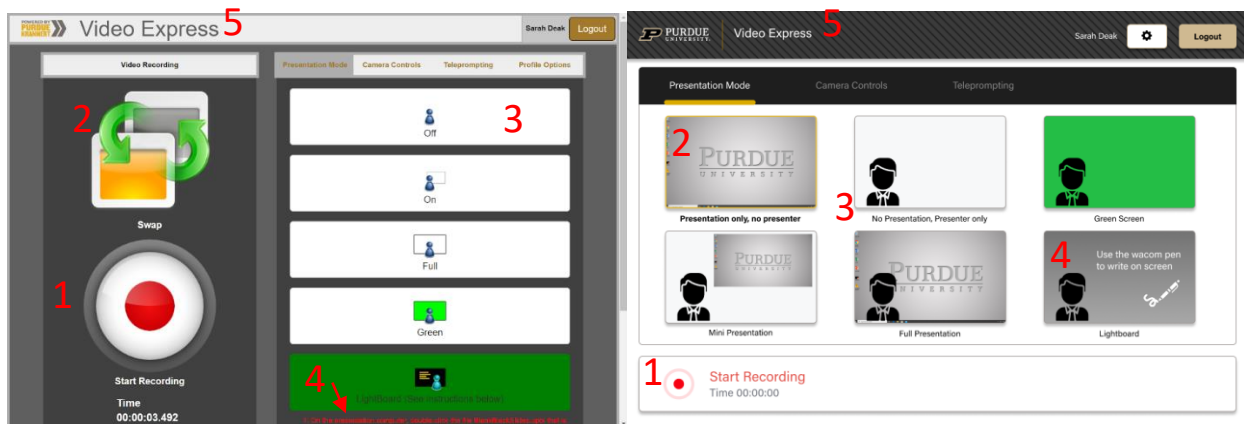 POWERED BY
PURDUE
Video Express 5
Sarah Deak
Logout
Video Recording
2
Swap
1
Start Recording
Time
00:00:03.492
Presentation Mode Camera Controls Teleprompting Profile Options
3
Off
On
Full
Green
4
LightBoard (See instructions below)
PURDUE
UNIVERSITY.
Video Express 5
Sarah Deak
Logout
Presentation Mode Camera Controls Teleprompting
2
PURDUE
UNIVERSITY
Presentation only, no presenter
3
No Presentation, Presenter only
Green Screen
PURDUE
UNIVERSITY
Mini Presentation
PURDUE
UNIVERSITY
Full Presentation
4
Use the wacom pen
to write on screen
Lightboard
1
Start Recording
Time 00:00:00